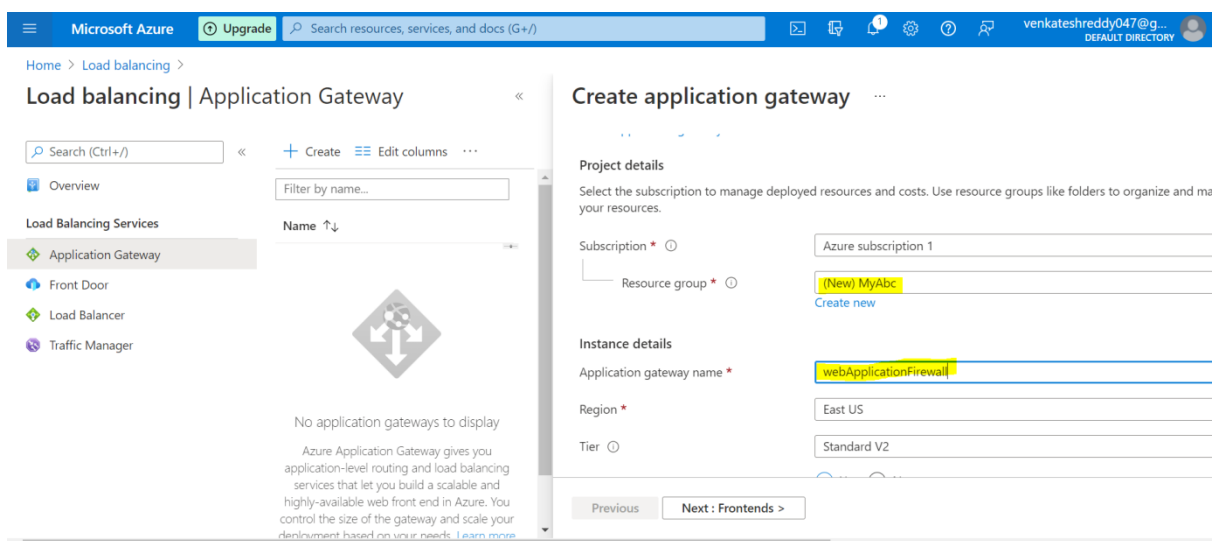 Microsoft Azure
Upgrade
Search resources, services, and docs (G+/)
1
venkateshreddy047@g...
DEFAULT DIRECTORY
Home > Load balancing >
Load balancing | Application Gateway
«
Create application gateway
...
Search (Ctrl+/)
«
+ Create
Edit columns
...
Overview
Filter by name...
Load Balancing Services
Name ↑↓
Application Gateway
Front Door
Load Balancer
Traffic Manager
No application gateways to display
Azure Application Gateway gives you
application-level routing and load balancing
services that let you build a scalable and
highly-available web front end in Azure. You
control the size of the gateway and scale your
deployment based on your needs. Learn more
Project details
Select the subscription to manage deployed resources and costs. Use resource groups like folders to organize and ma
your resources.
Subscription *
Azure subscription 1
Resource group *
(New) MyAbc
Create new
Instance details
Application gateway name *
webApplicationFirewall
Region *
East US
Tier
Standard V2
Previous
Next : Frontends >